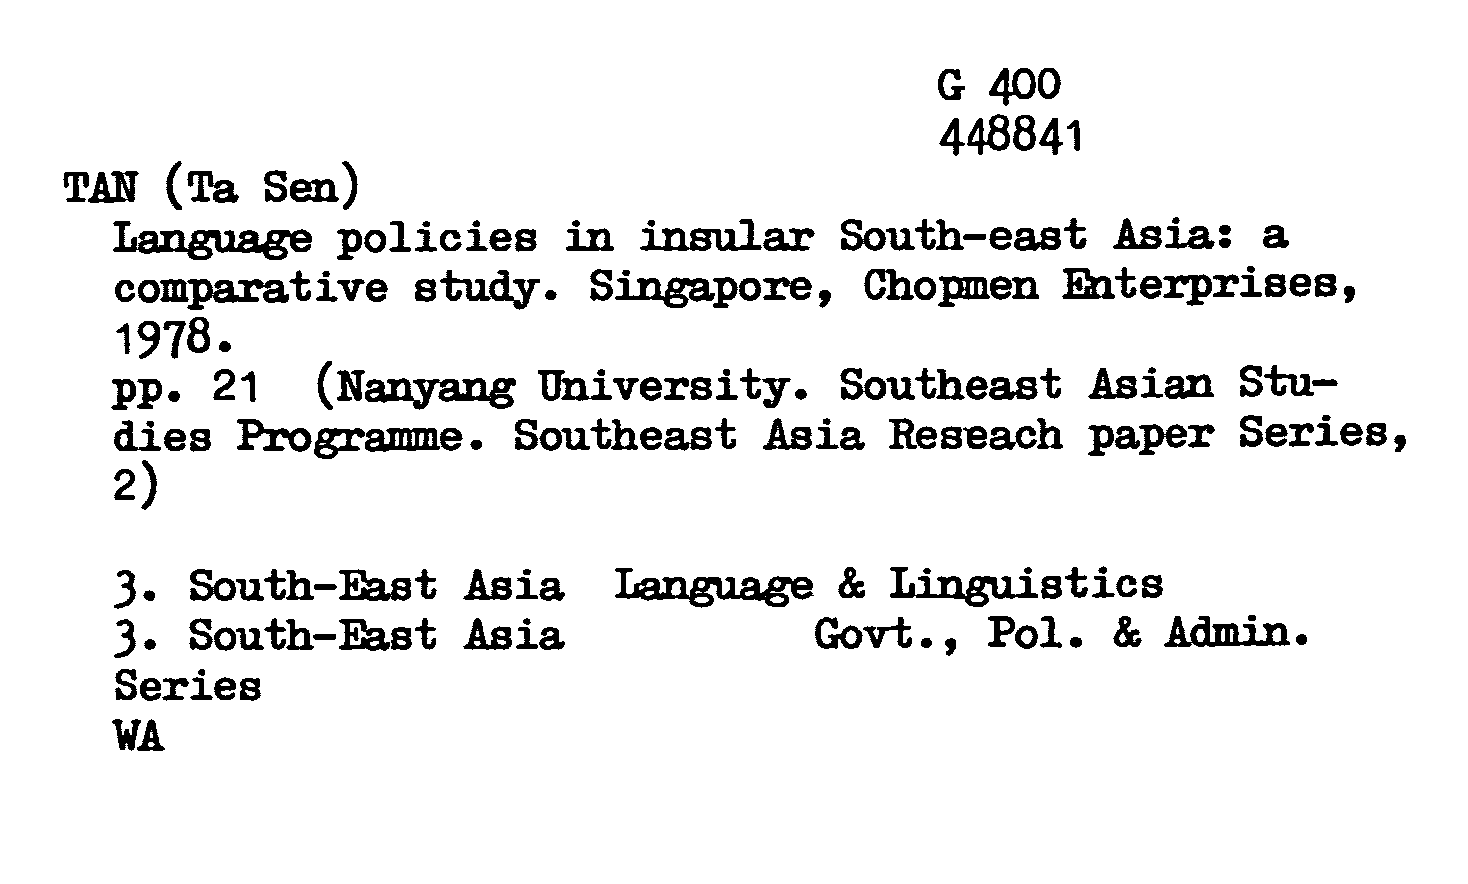 G 400
448841
TAN (Ta Sen)
Language policies in insular South-east Asia: a
comparative study. Singapore, Chopmen Enterprises,
1978.
pp. 21 (Nanyang University. Southeast Asian Stu-
dies Programme. Southeast Asia Reseach paper Series,
2)
3. South-East Asia Language & Linguistics
3. South-East Asia Govt., Pol. & Admin.
Series
WA